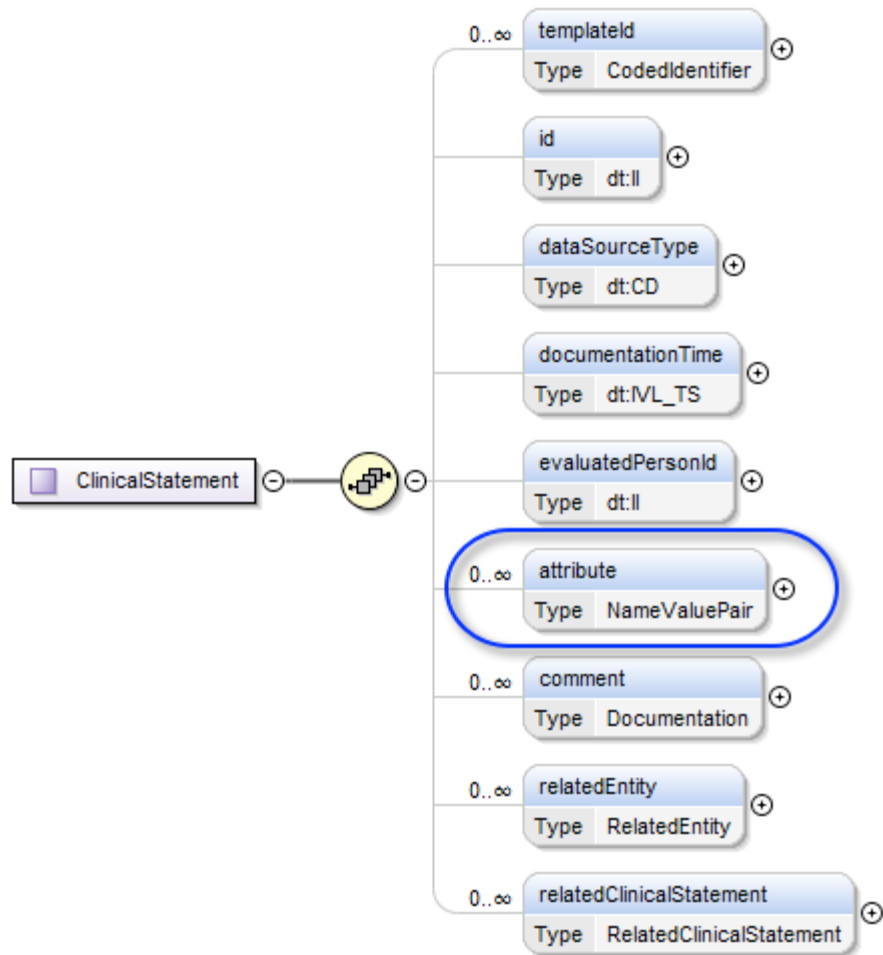 0..∞ templateId
Type CodedIdentifier
id
Type dt:II
dataSourceType
Type dt:CD
documentationTime
Type dt:IVL_TS
ClinicalStatement
evaluatedPersonId
Type dt:II
0..∞ attribute
Type NameValuePair
0..∞ comment
Type Documentation
0..∞ relatedEntity
Type RelatedEntity
0..∞ relatedClinicalStatement
Type RelatedClinicalStatement